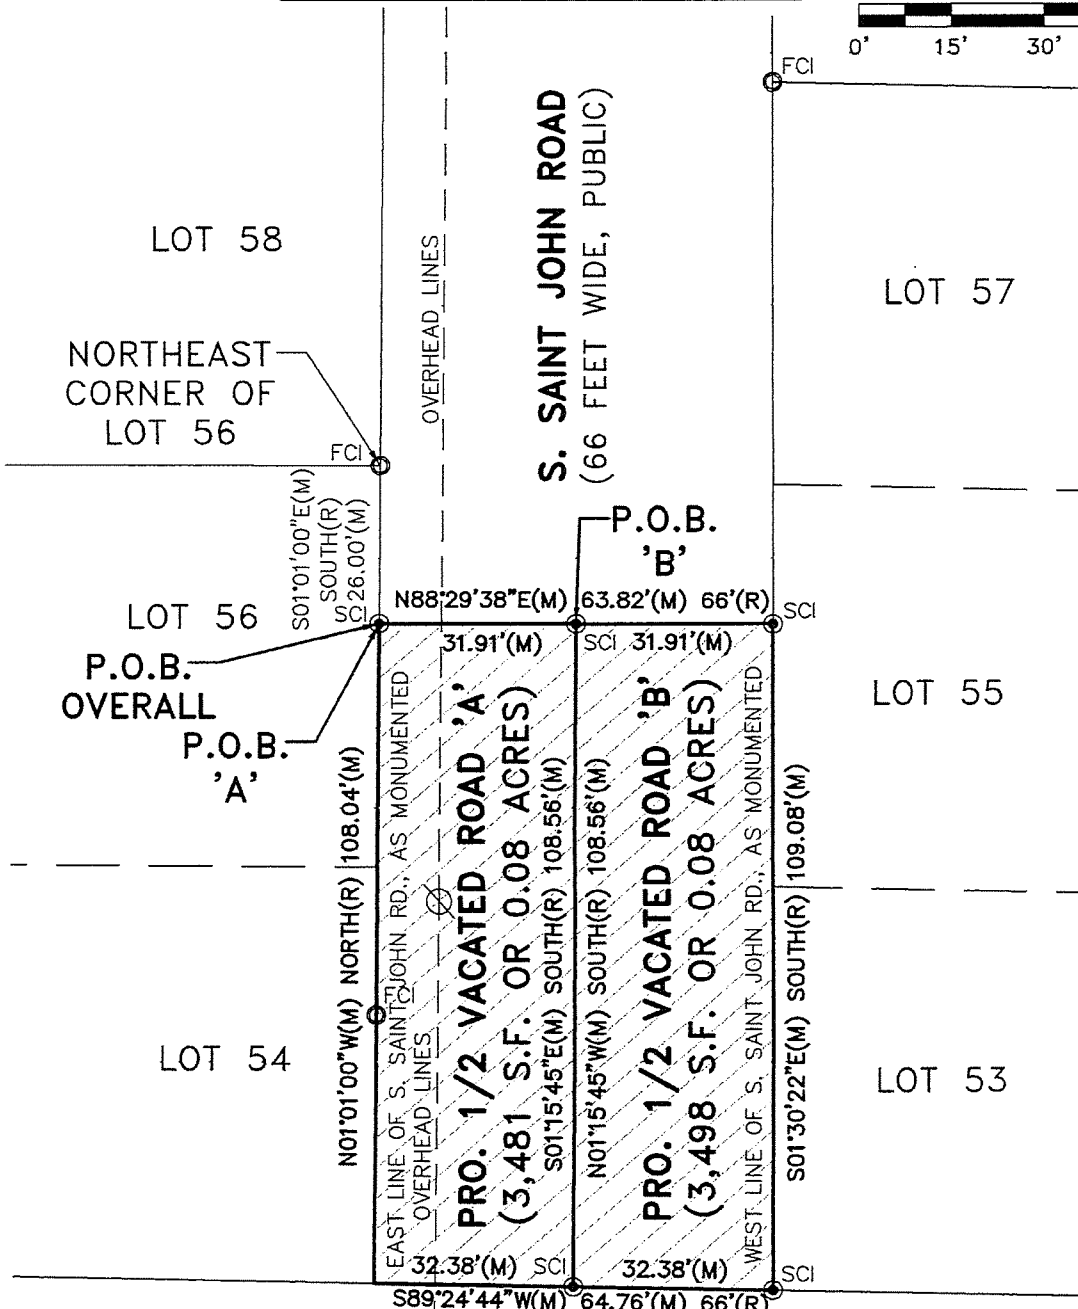 0' 15' 30'
FCI
S. SAINT JOHN ROAD
(66 FEET WIDE, PUBLIC)
LOT 58
OVERHEAD LINES
LOT 57
NORTHEAST
CORNER OF
LOT 56
FCI
S01°01'00"E(M)
SOUTH(R)
26.00'(M)
P.O.B.
'B'
N88°29'38"E(M) 63.82'(M) 66'(R)
SCI
SCI
LOT 56
31.91'(M)
SCI
31.91'(M)
P.O.B.
OVERALL
P.O.B.
'A'
LOT 55
N01°01'00"W(M) NORTH(R) 108.04'(M)
EAST LINE OF S. SAINT JOHN RD., AS MONUMENTED
OVERHEAD LINES
PRO. 1/2 VACATED ROAD 'A'
(3,481 S.F. OR 0.08 ACRES)
S01°15'45"E(M) SOUTH(R) 108.56'(M)
N01°15'45"W(M) SOUTH(R) 108.56'(M)
PRO. 1/2 VACATED ROAD 'B'
(3,498 S.F. OR 0.08 ACRES)
WEST LINE OF S. SAINT JOHN RD., AS MONUMENTED
S01°30'22"E(M) SOUTH(R) 109.08'(M)
FCI
LOT 54
LOT 53
32.38'(M)
SCI
32.38'(M)
SCI
S89°24'44"W(M) 64.76'(M) 66'(R)